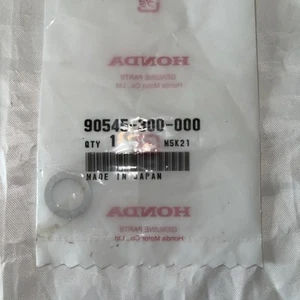 HONDA
GENUINE PARTS
Honda Motor Co., Ltd.
90545-300-000
QTY 1
M5K21
MADE IN JAPAN
HONDA
GENUINE PARTS
Honda Motor Co., Ltd.